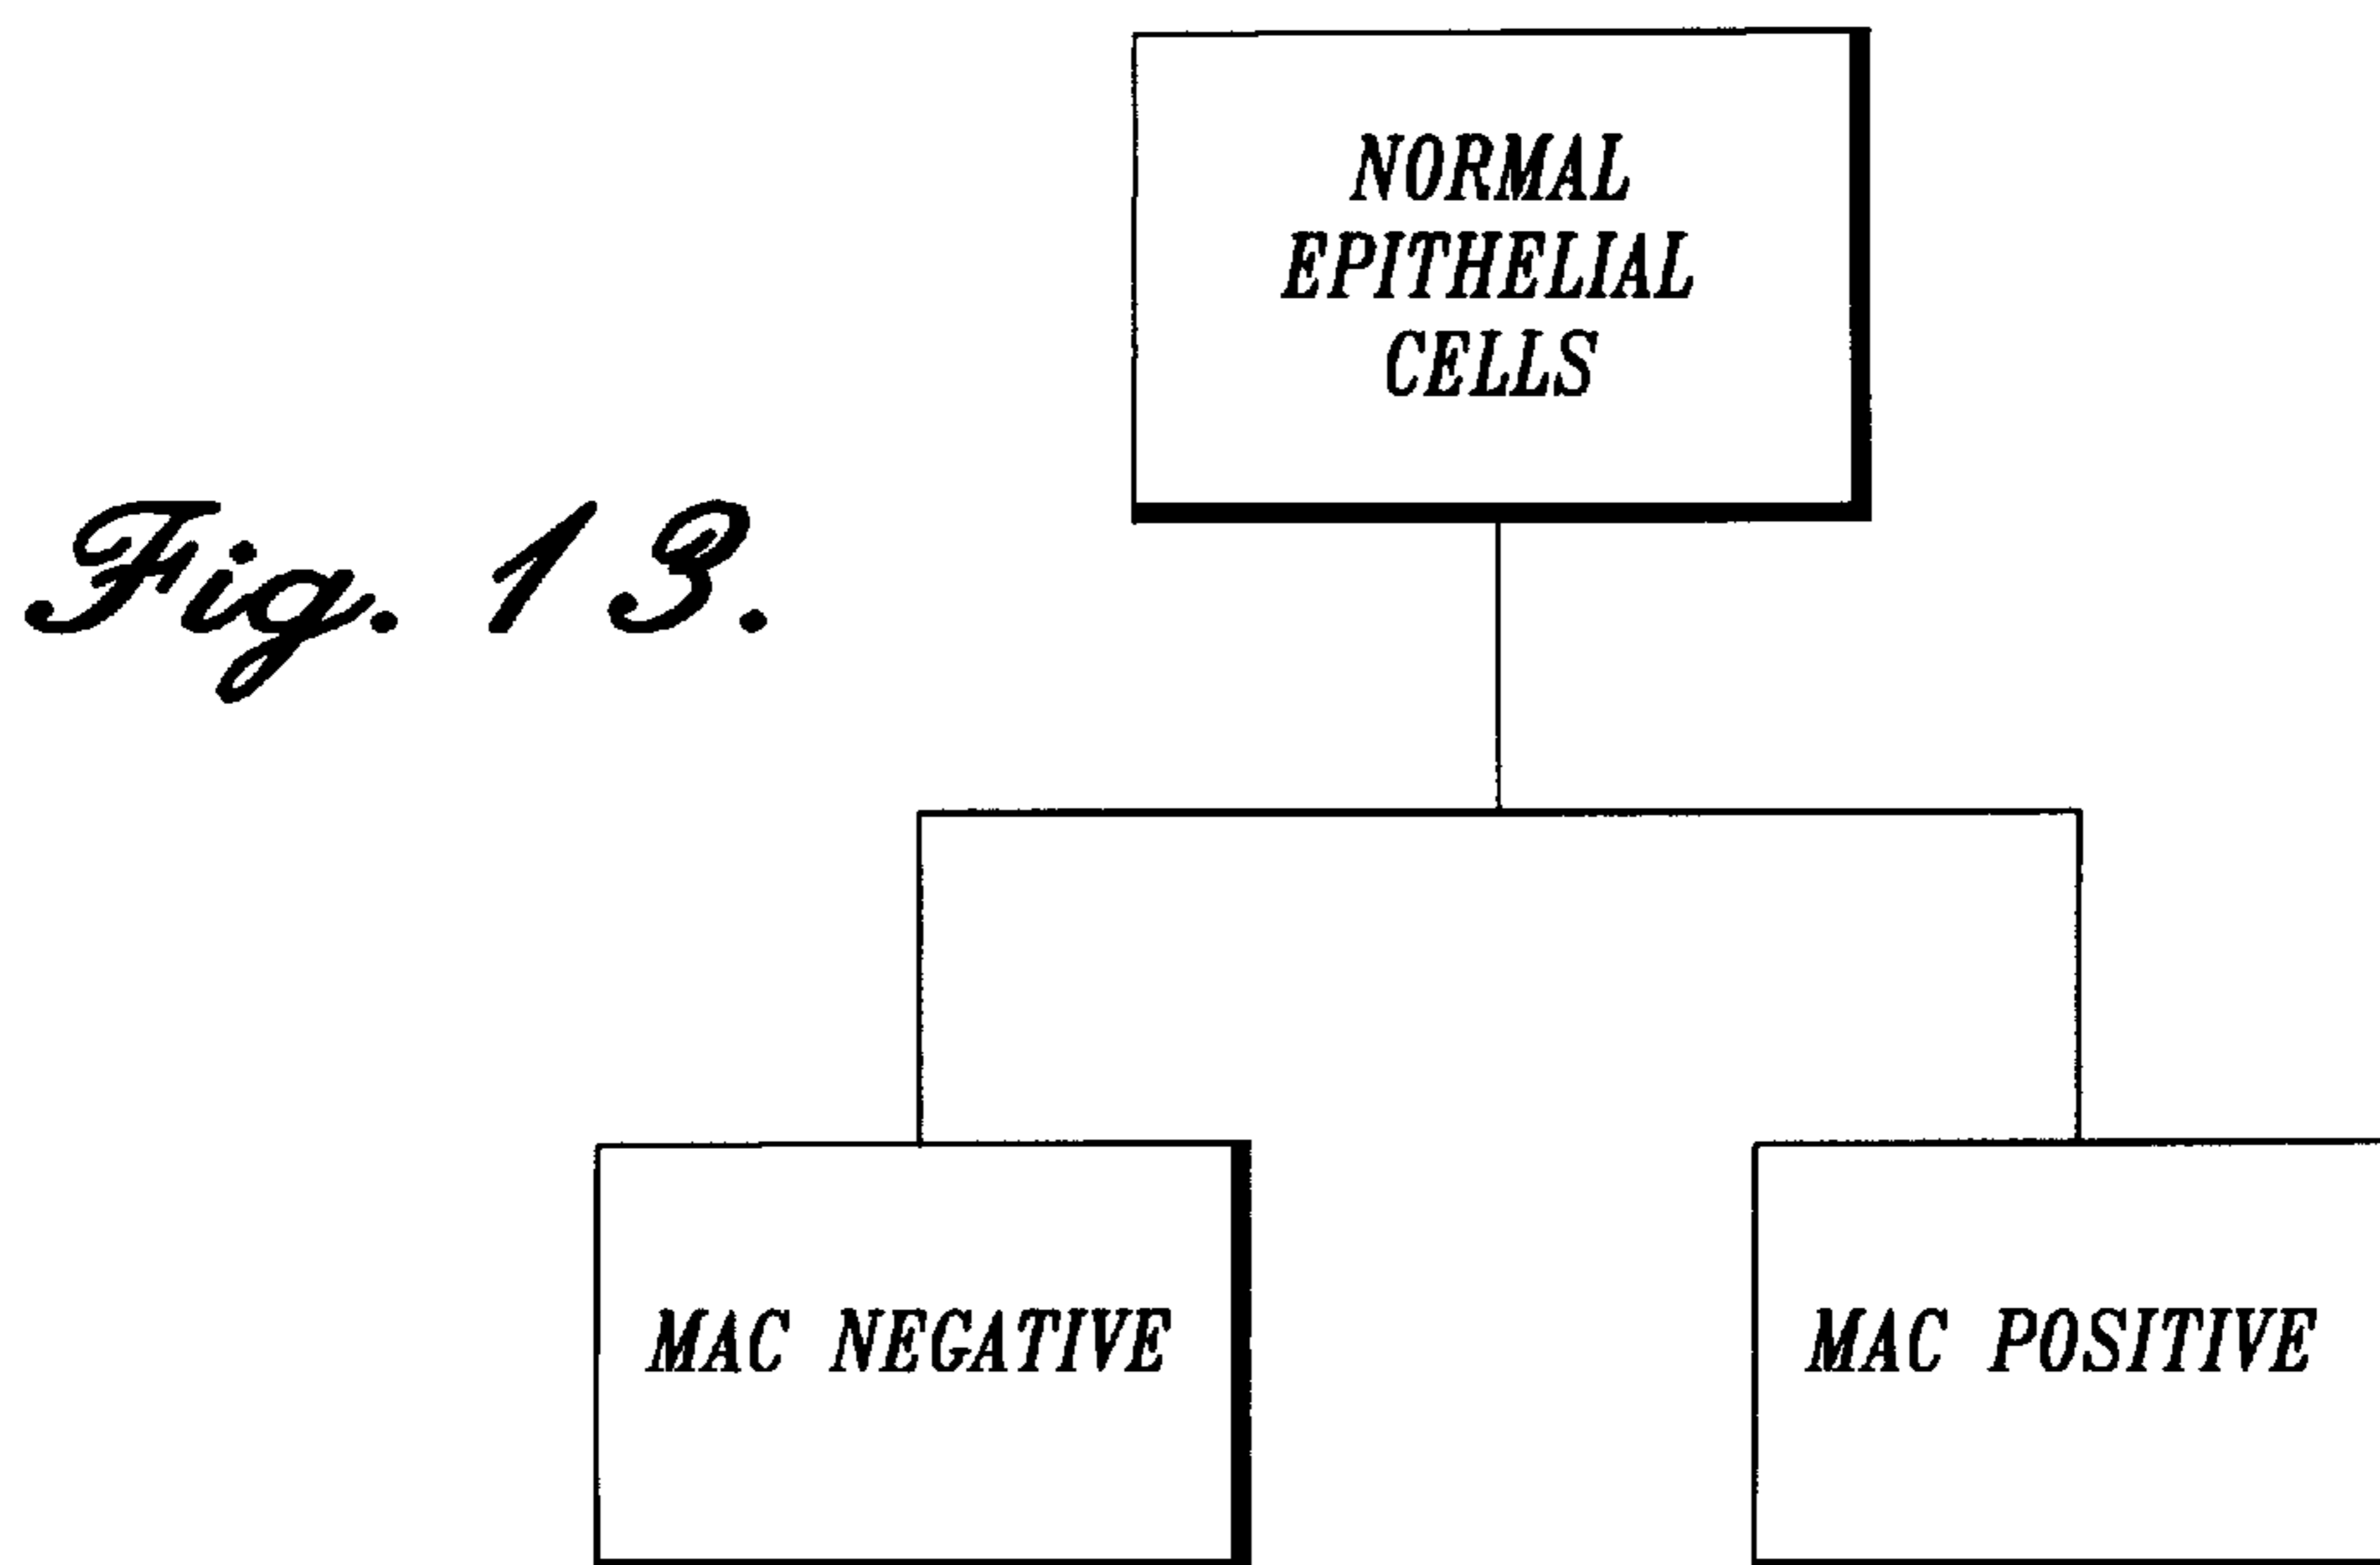 NORMAL
EPITHELIAL
CELLS
Fig. 13.
MAC NEGATIVE
MAC POSITIVE